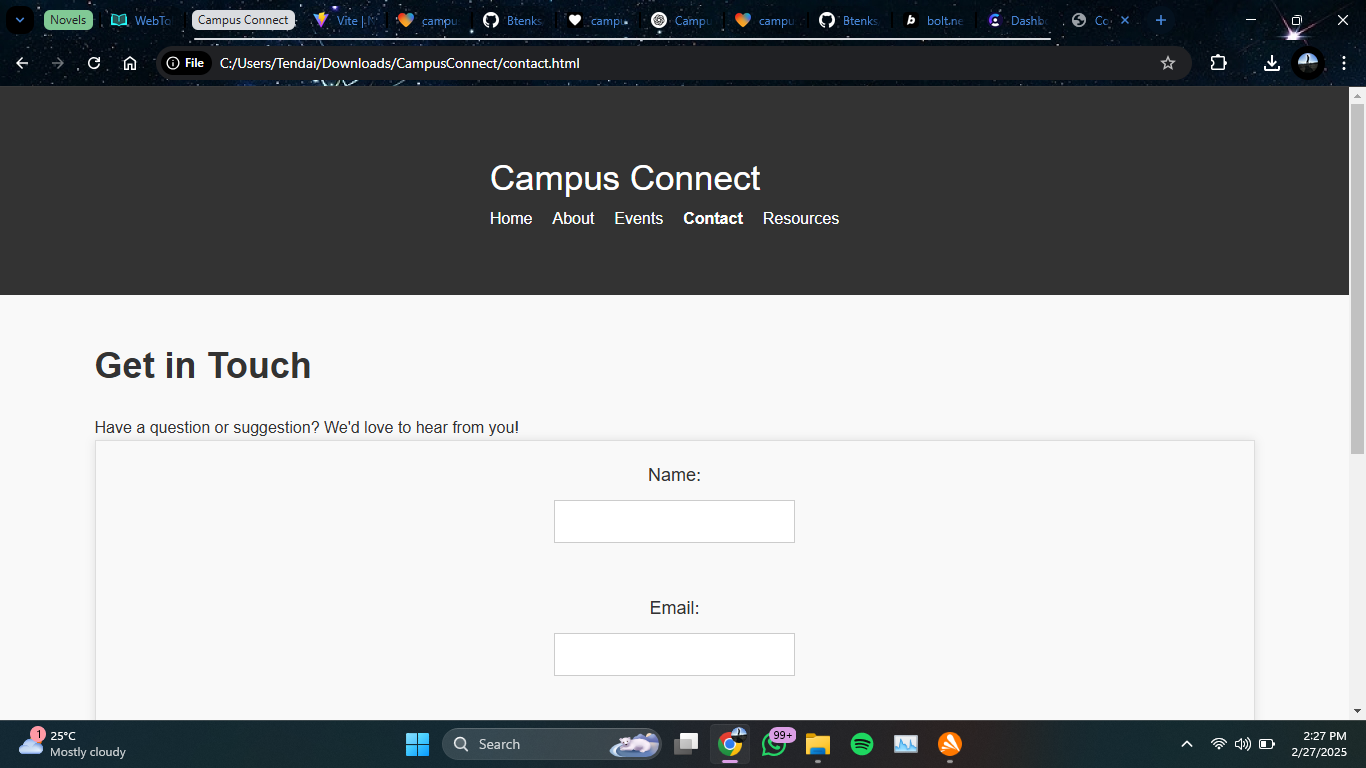 Novels
WebTo
Campus Connect
Vite |
campus
Btenks
campu
Campu
campu
Btenks
bolt.ne
Dashb
Co
File
C:/Users/Tendai/Downloads/CampusConnect/contact.html
Campus Connect
Home About Events Contact Resources
Get in Touch
Have a question or suggestion? We'd love to hear from you!
Name:
Email:
1
25°C
Mostly cloudy
Search
99+
2:27 PM
2/27/2025